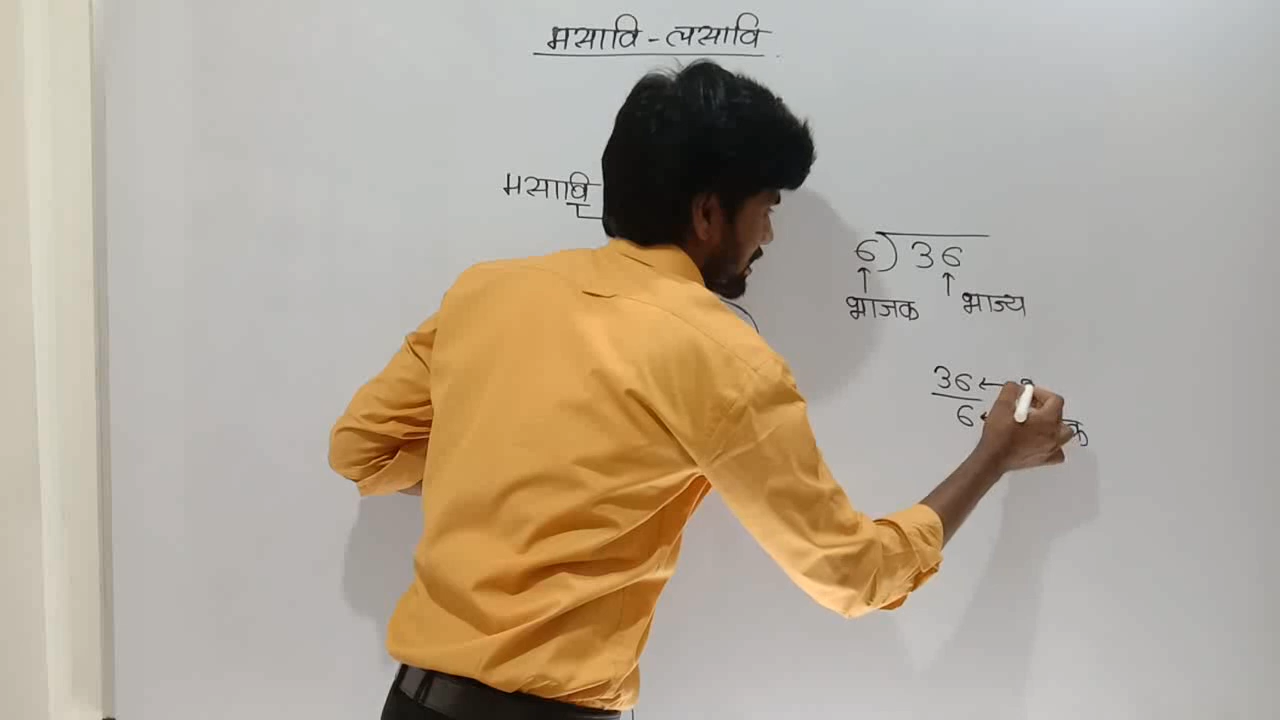 मसावि - लसावि
मसावि
6) 36
भाजक भाज्य
36 ←
6 ←